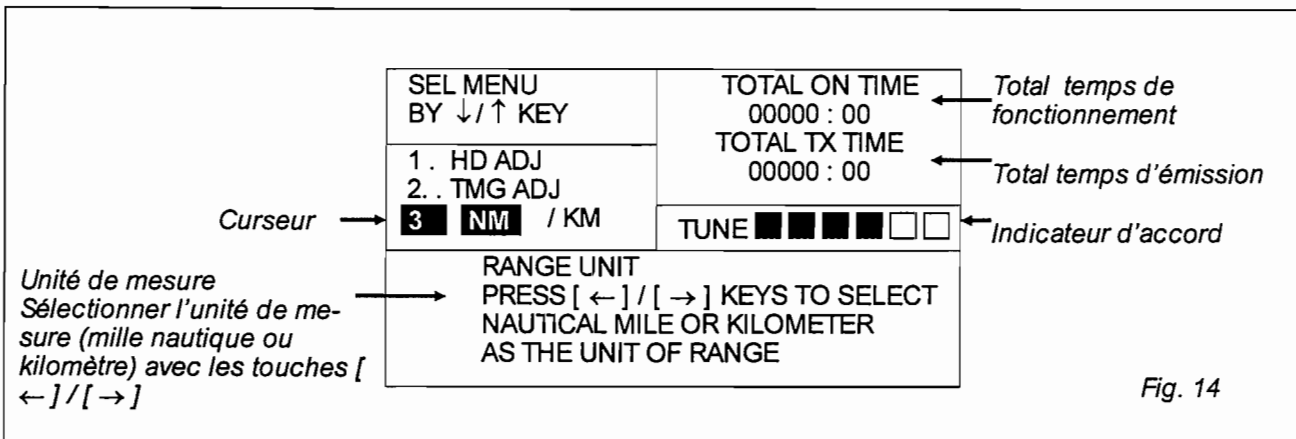 SEL MENU
BY ↓/↑ KEY
1. HD ADJ
2. . TMG ADJ
3 NM / KM
TOTAL ON TIME
00000 : 00
TOTAL TX TIME
00000 : 00
TUNE
RANGE UNIT
PRESS [ ← ] / [ → ] KEYS TO SELECT
NAUTICAL MILE OR KILOMETER
AS THE UNIT OF RANGE
Total temps de
fonctionnement
Total temps d'émission
Indicateur d'accord
Curseur
Unité de mesure
Sélectionner l'unité de me-
sure (mille nautique ou
kilomètre) avec les touches [
← ] / [ → ]
Fig. 14